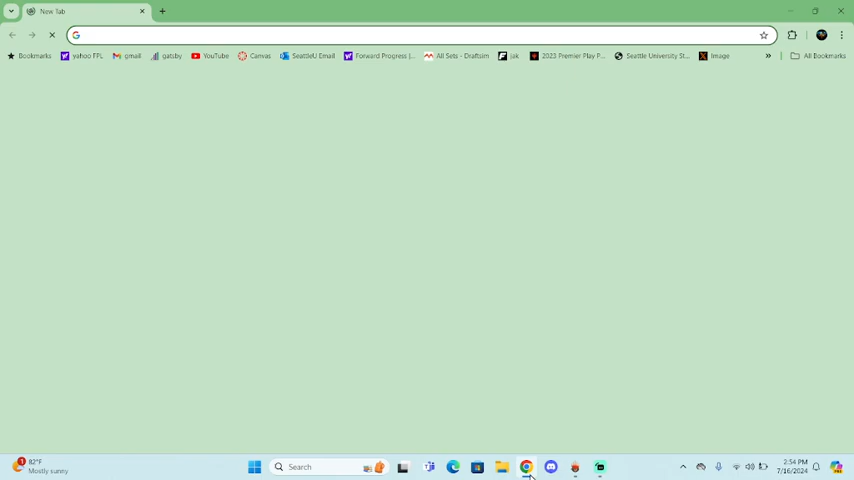 New Tab
Bookmarks yahoo FPL gmail gatsby YouTube Canvas SeattleU Email Forward Progress |... All Sets - Draftsim jak 2023 Premier Play P... Seattle University St... Image » All Bookmarks
82°F
Mostly sunny
Search
2:54 PM
7/16/2024